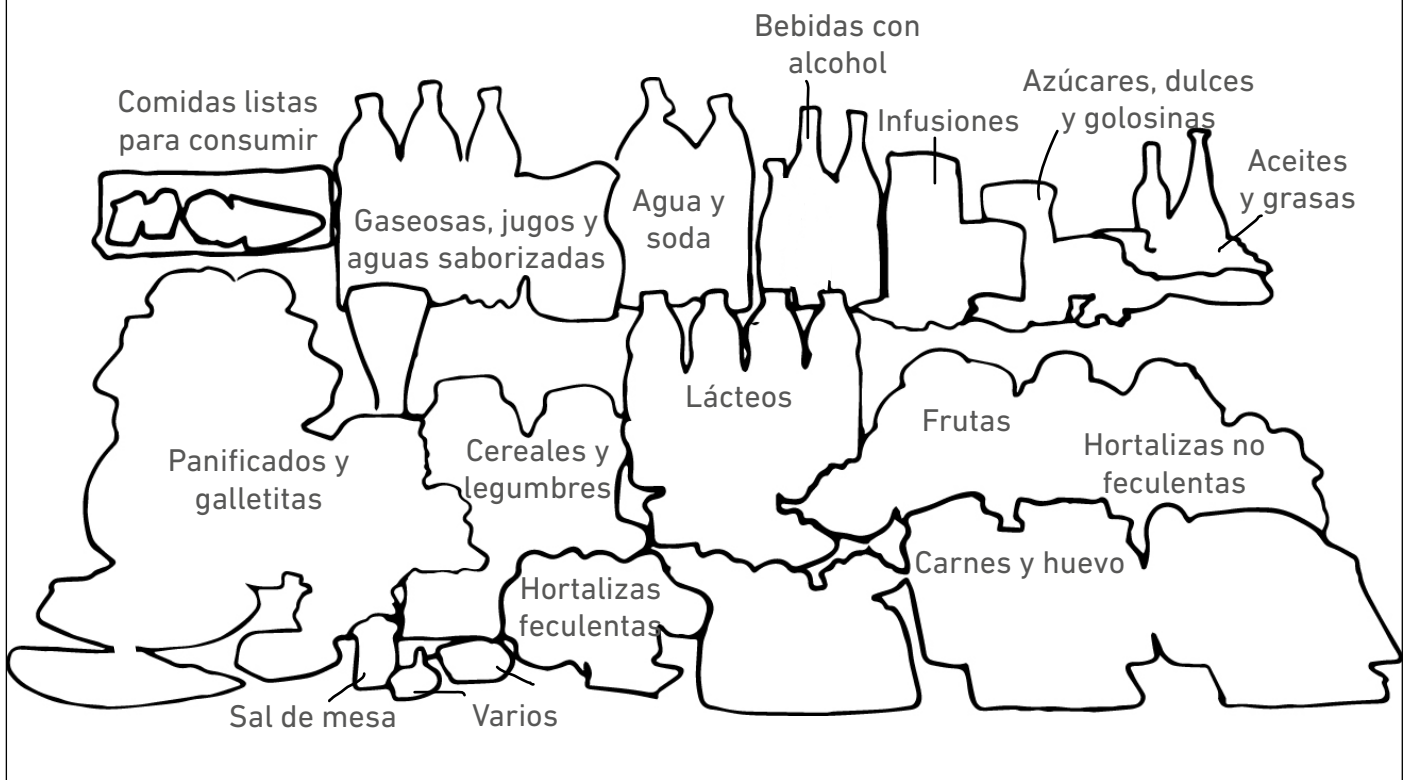 Bebidas con
alcohol
Azúcares, dulces
y golosinas
Comidas listas
para consumir
Infusiones
Aceites
y grasas
Agua y
soda
Gaseosas, jugos y
aguas saborizadas
Lácteos
Frutas
Hortalizas no
feculentas
Cereales y
legumbres
Panificados y
galletitas
Carnes y huevo
Hortalizas
feculentas
Sal de mesa
Varios